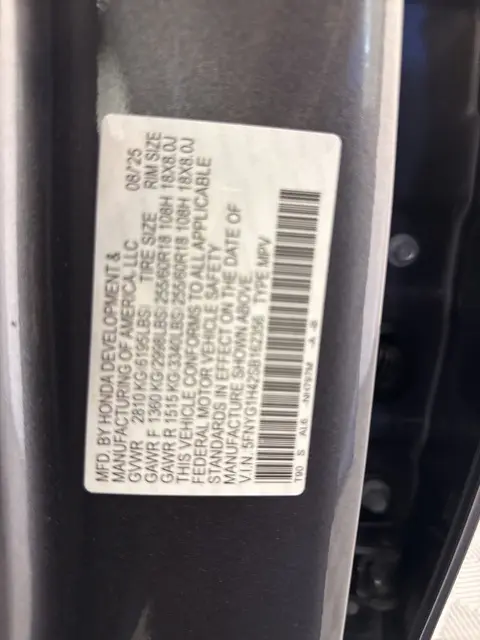 MFD. BY HONDA DEVELOPMENT &
MANUFACTURING OF AMERICA, LLC 08/'25
GVWR 2810 KG(6195LBS) TIRE SIZE RIM SIZE
GAWR F 1360 KG(2998LBS)255/60R18 108H 18X8.0J
GAWR R 1515 KG(3340LBS)255/60R18 108H 18X8.0J
THIS VEHICLE CONFORMS TO ALL APPLICABLE
FEDERAL MOTOR VEHICLE SAFETY
STANDARDS IN EFFECT ON THE DATE OF
MANUFACTURE SHOWN ABOVE.
V.I.N. 5FNYG1H42SB162356 TYPE MPV
T90 S AL6 -NH797M -A -B